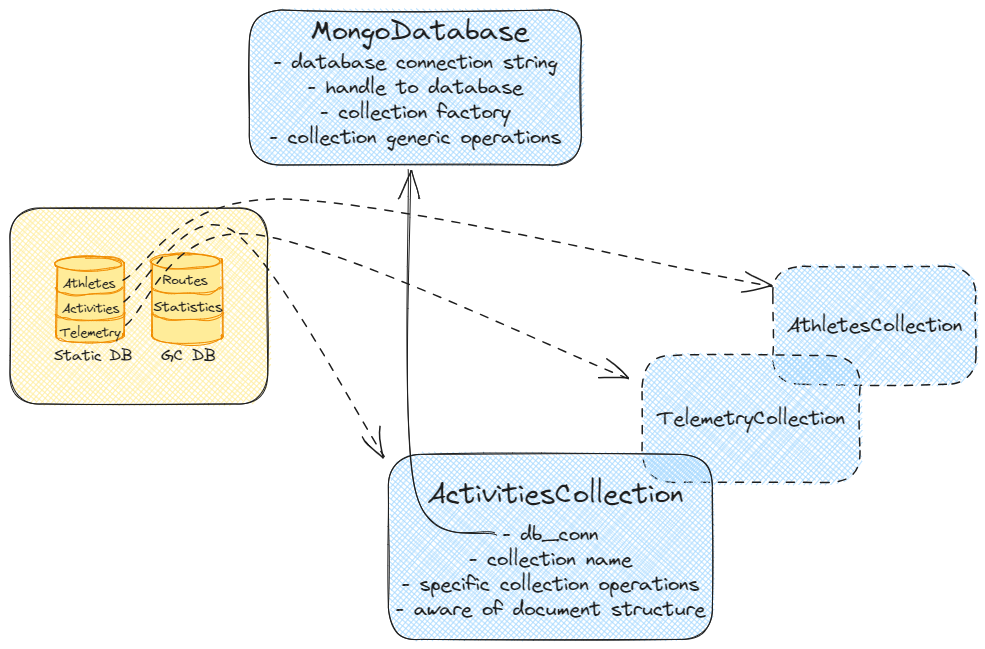 MongoDatabase
- database connection string
- handle to database
- collection factory
- collection generic operations
Athletes
Activities
Telemetry
Static DB
Routes
Statistics
GC DB
AthletesCollection
TelemetryCollection
ActivitiesCollection
- db_conn
- collection name
- specific collection operations
- aware of document structure